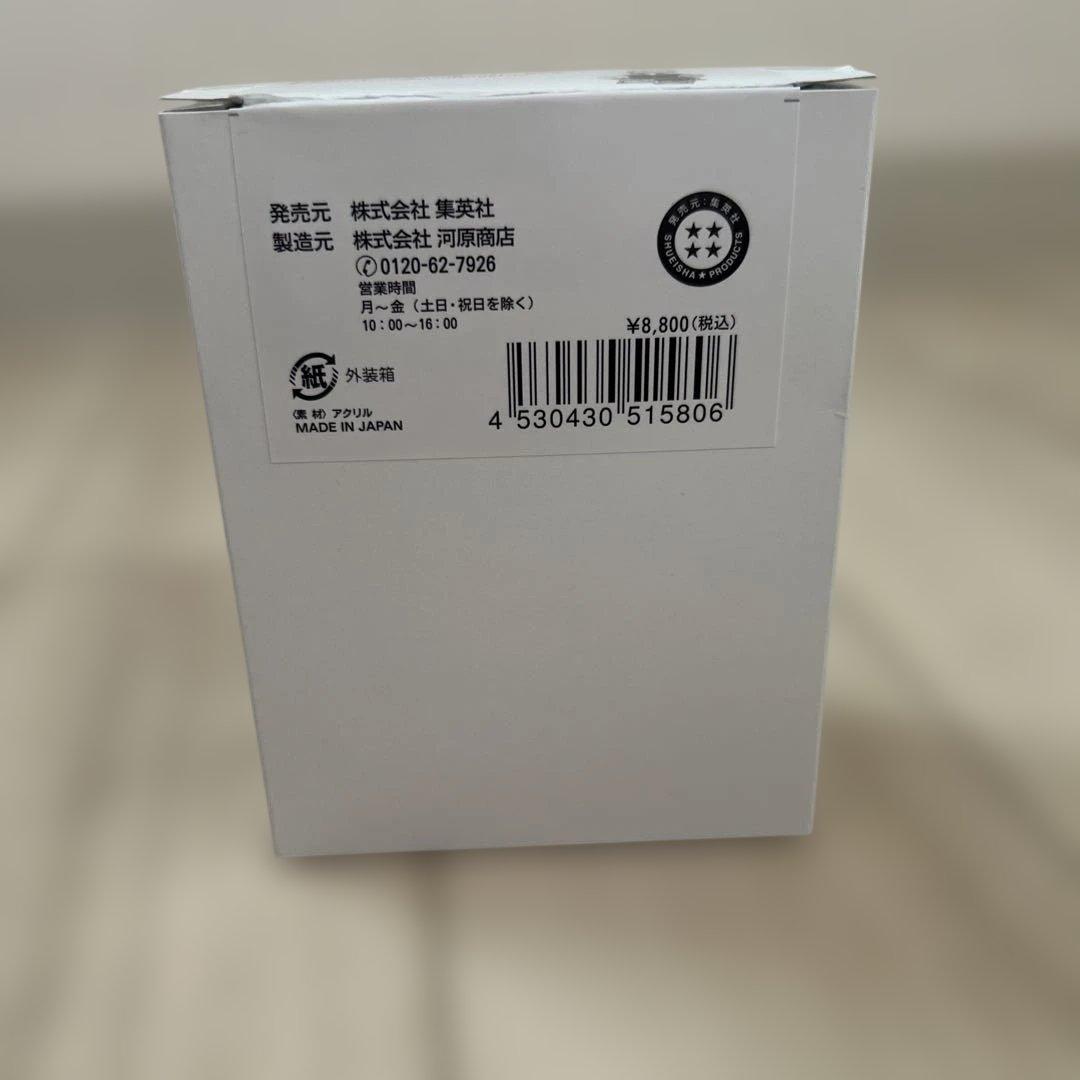 発売元 株式会社 集英社
製造元 株式会社 河原商店
0120-62-7926
営業時間
月～金（土日・祝日を除く）
10：00～16：00
発売元：集英社
SHUEISHA★PRODUCTS
¥8,800（税込）
紙 外装箱
〈素 材〉アクリル
MADE IN JAPAN
4 530430 515806